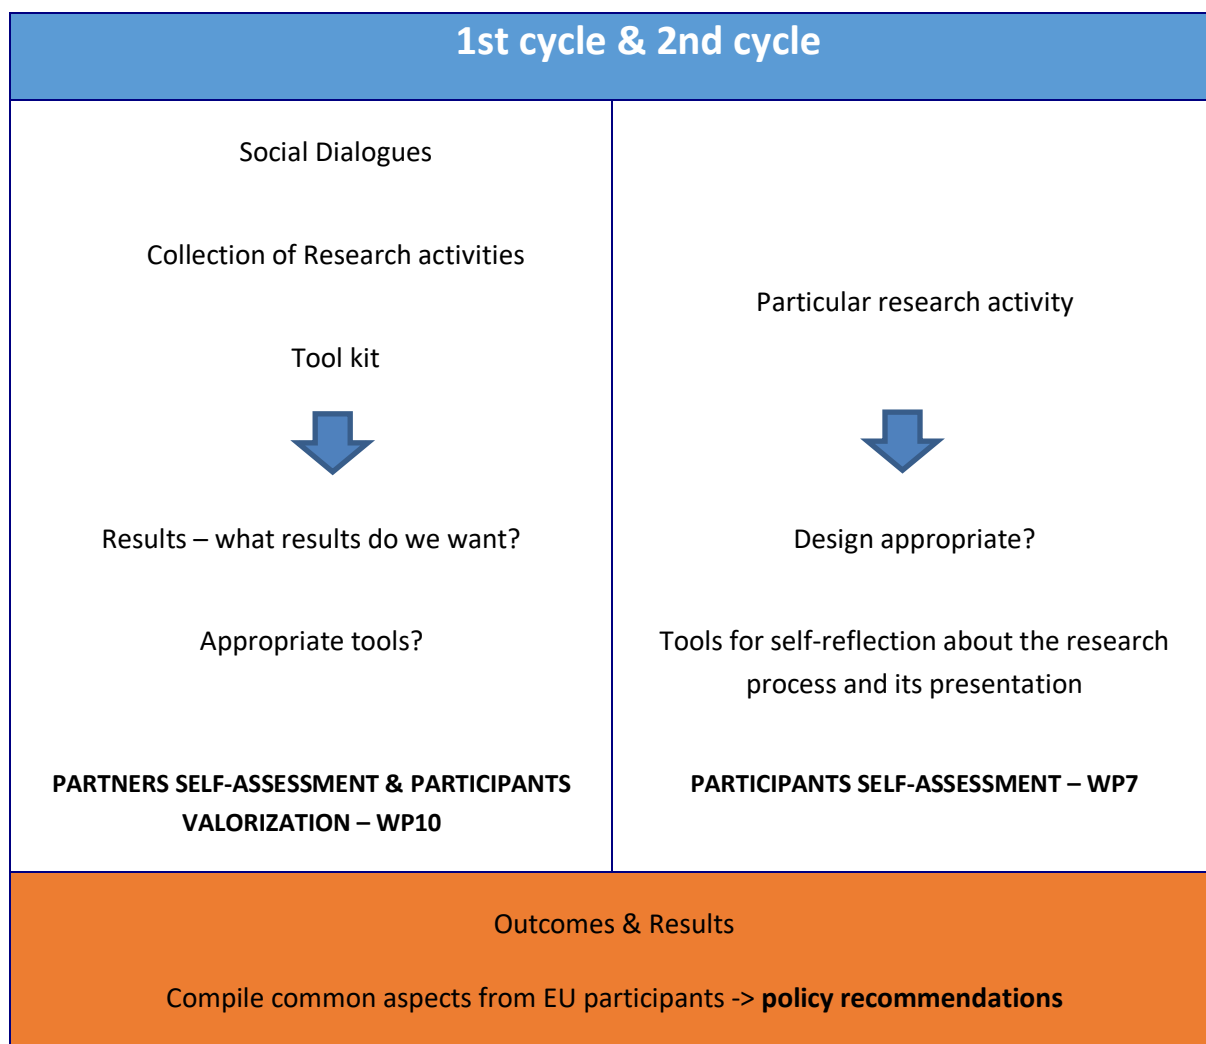 1st cycle & 2nd cycle
Social Dialogues
Collection of Research activities
Tool kit
Results – what results do we want?
Appropriate tools?
PARTNERS SELF-ASSESSMENT & PARTICIPANTS
VALORIZATION – WP10
Particular research activity
Design appropriate?
Tools for self-reflection about the research
process and its presentation
PARTICIPANTS SELF-ASSESSMENT – WP7
Outcomes & Results
Compile common aspects from EU participants -> policy recommendations